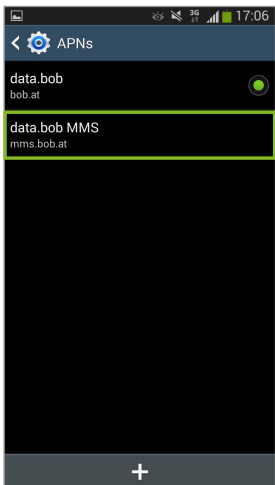 3G 17:06
APNs
data.bob
bob.at
data.bob MMS
mms.bob.at